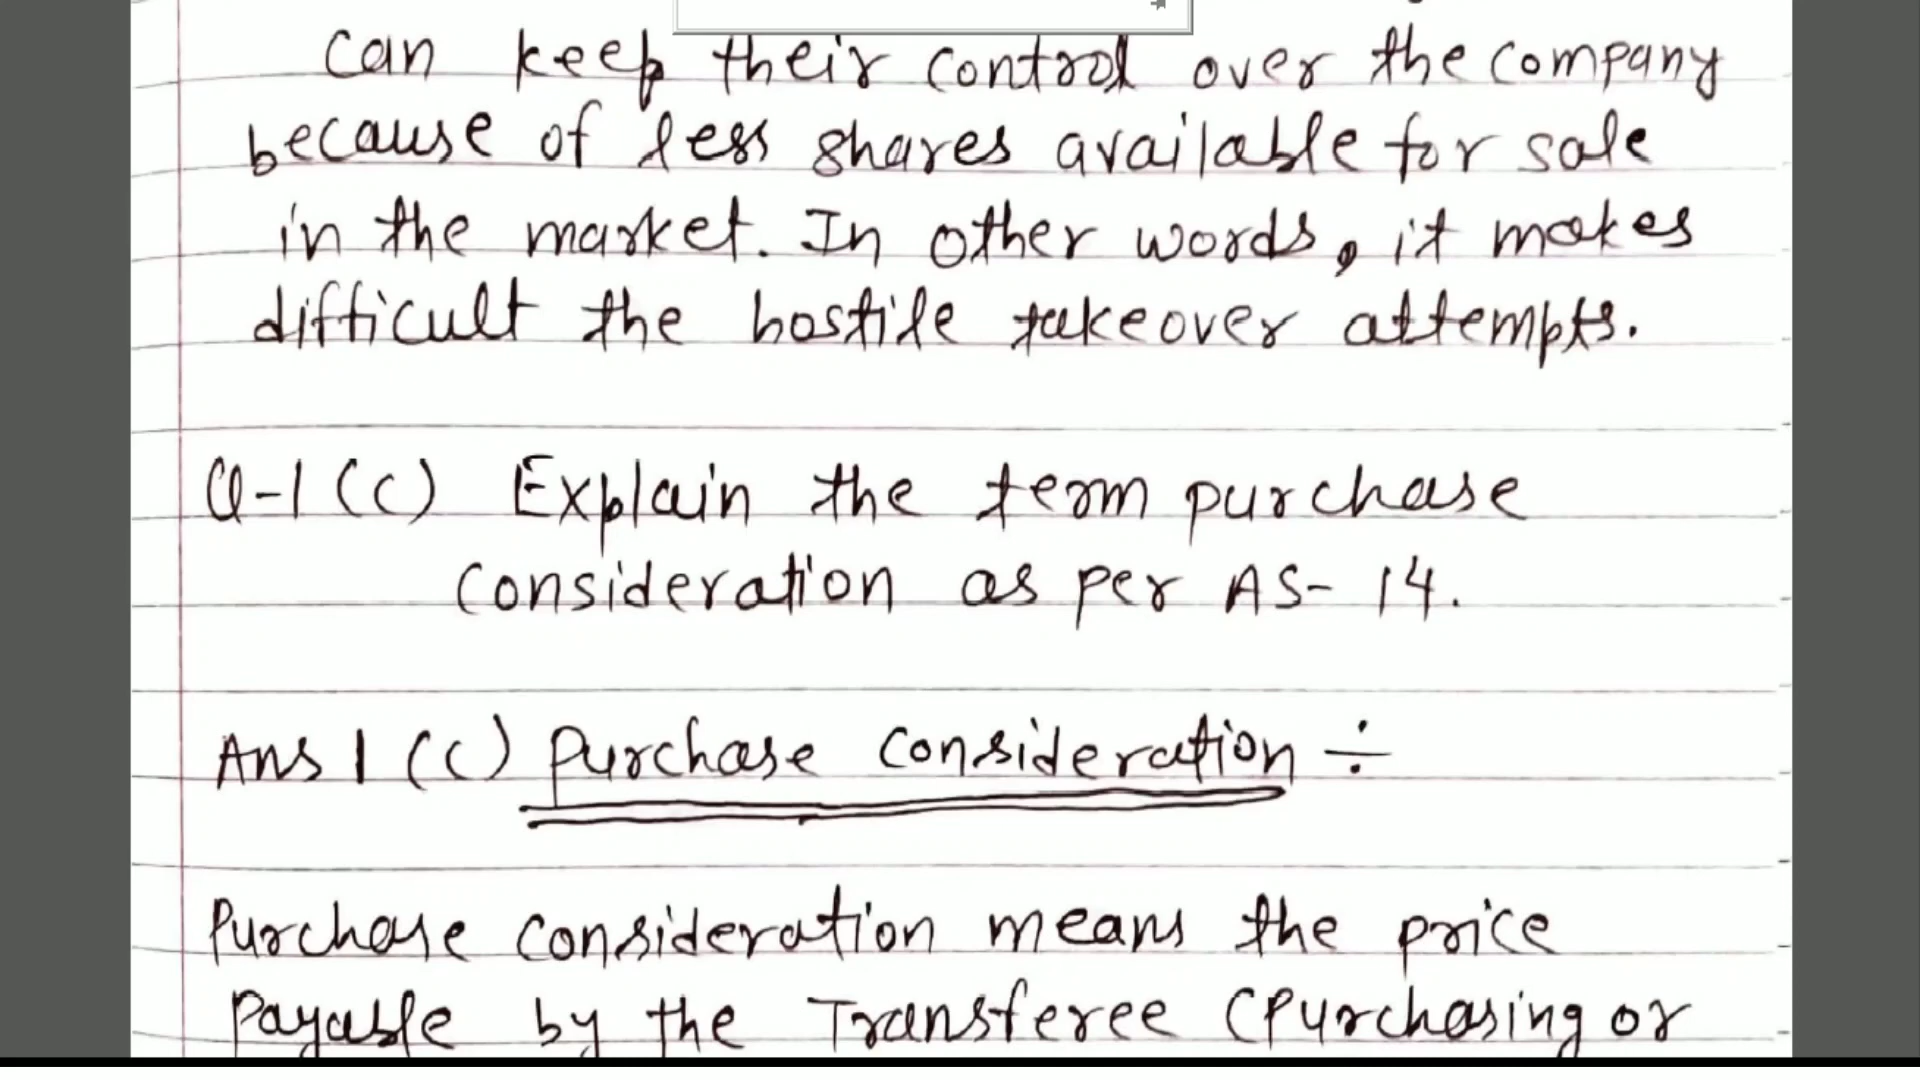 can keep their control over the company
because of less shares available for sale
in the market. In other words, it makes
difficult the hostile takeover attempts.
Q-1 (c) Explain the term purchase
consideration as per AS-14.
Ans 1 (c) Purchase consideration ÷
Purchase consideration means the price
payable by the Transferee (Purchasing or